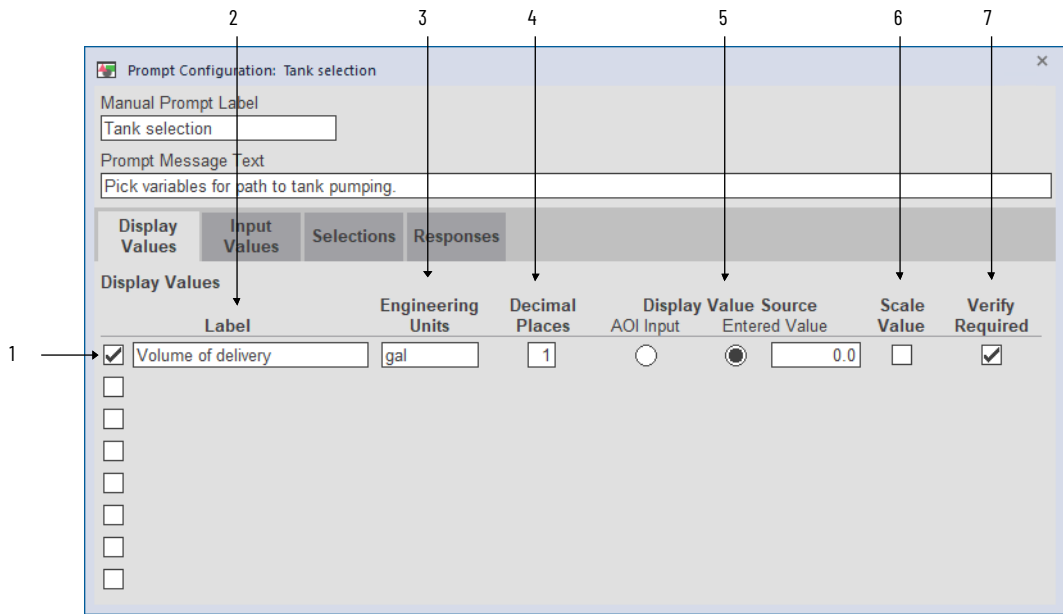 2 3 4 5 6 7
Prompt Configuration: Tank selection
Manual Prompt Label
Tank selection
Prompt Message Text
Pick variables for path to tank pumping.
Display Values Input Values Selections Responses
Display Values
Label Engineering Units Decimal Places Display Value Source Scale Value Verify Required
AOI Input Entered Value
1 Volume of delivery gal 1 0.0